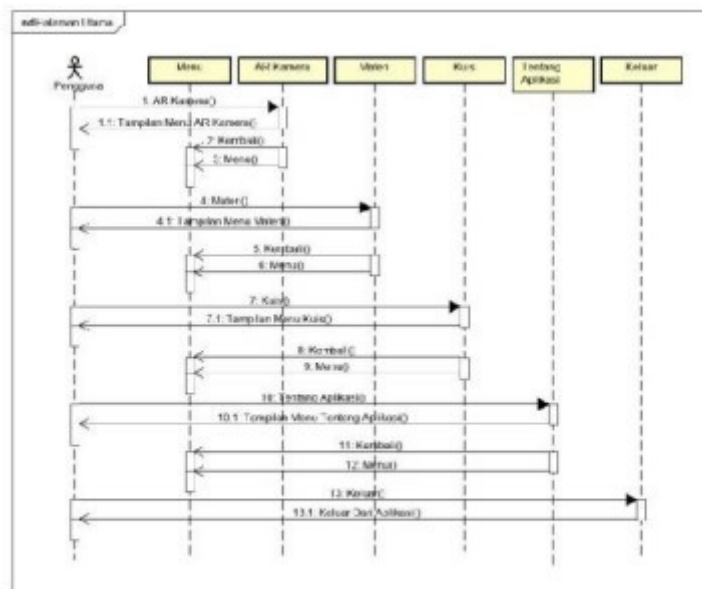 sd Halaman Utama
Pengguna
Menu
AR Kamera
Materi
Kuis
Tentang
Aplikasi
Keluar
1: AR Kamera()
1.1: Tampilan Menu AR Kamera()
2: Kembali()
3: Menu()
4: Materi()
4.1: Tampilan Menu Materi()
5: Kembali()
6: Menu()
7: Kuis()
7.1: Tampilan Menu Kuis()
8: Kembali()
9: Menu()
10: Tentang Aplikasi()
10.1: Tampilan Menu Tentang Aplikasi()
11: Kembali()
12: Menu()
13: Keluar()
13.1: Keluar Dari Aplikasi()